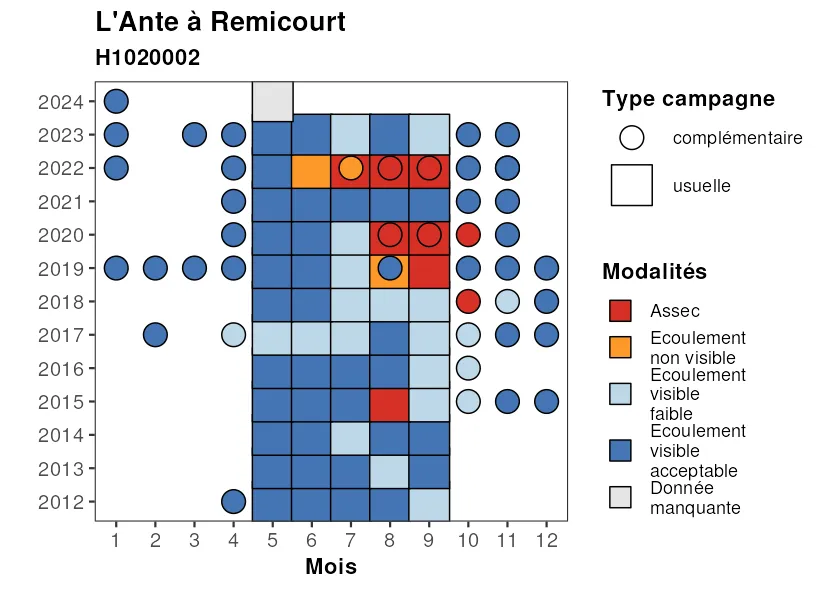 L'Ante à Remicourt
H1020002
2024
2023
2022
2021
2020
2019
2018
2017
2016
2015
2014
2013
2012
1 2 3 4 5 6 7 8 9 10 11 12
Mois
Type campagne
complémentaire
usuelle
Modalités
Assec
Ecoulement
non visible
Ecoulement
visible
faible
Ecoulement
visible
acceptable
Donnée
manquante